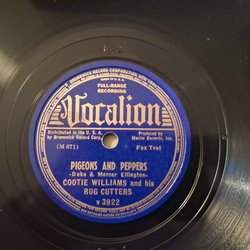 FULL-RANGE
RECORDING
Vocalion
Distributed in the U. S. A.
by Brunswick Record Corp.
Produced by
Master Records, Inc.
(M 671)
Fox Trot
PIGEONS AND PEPPERS
-Duke & Mercer Ellington-
COOTIE WILLIAMS and his
RUG CUTTERS
V 3922